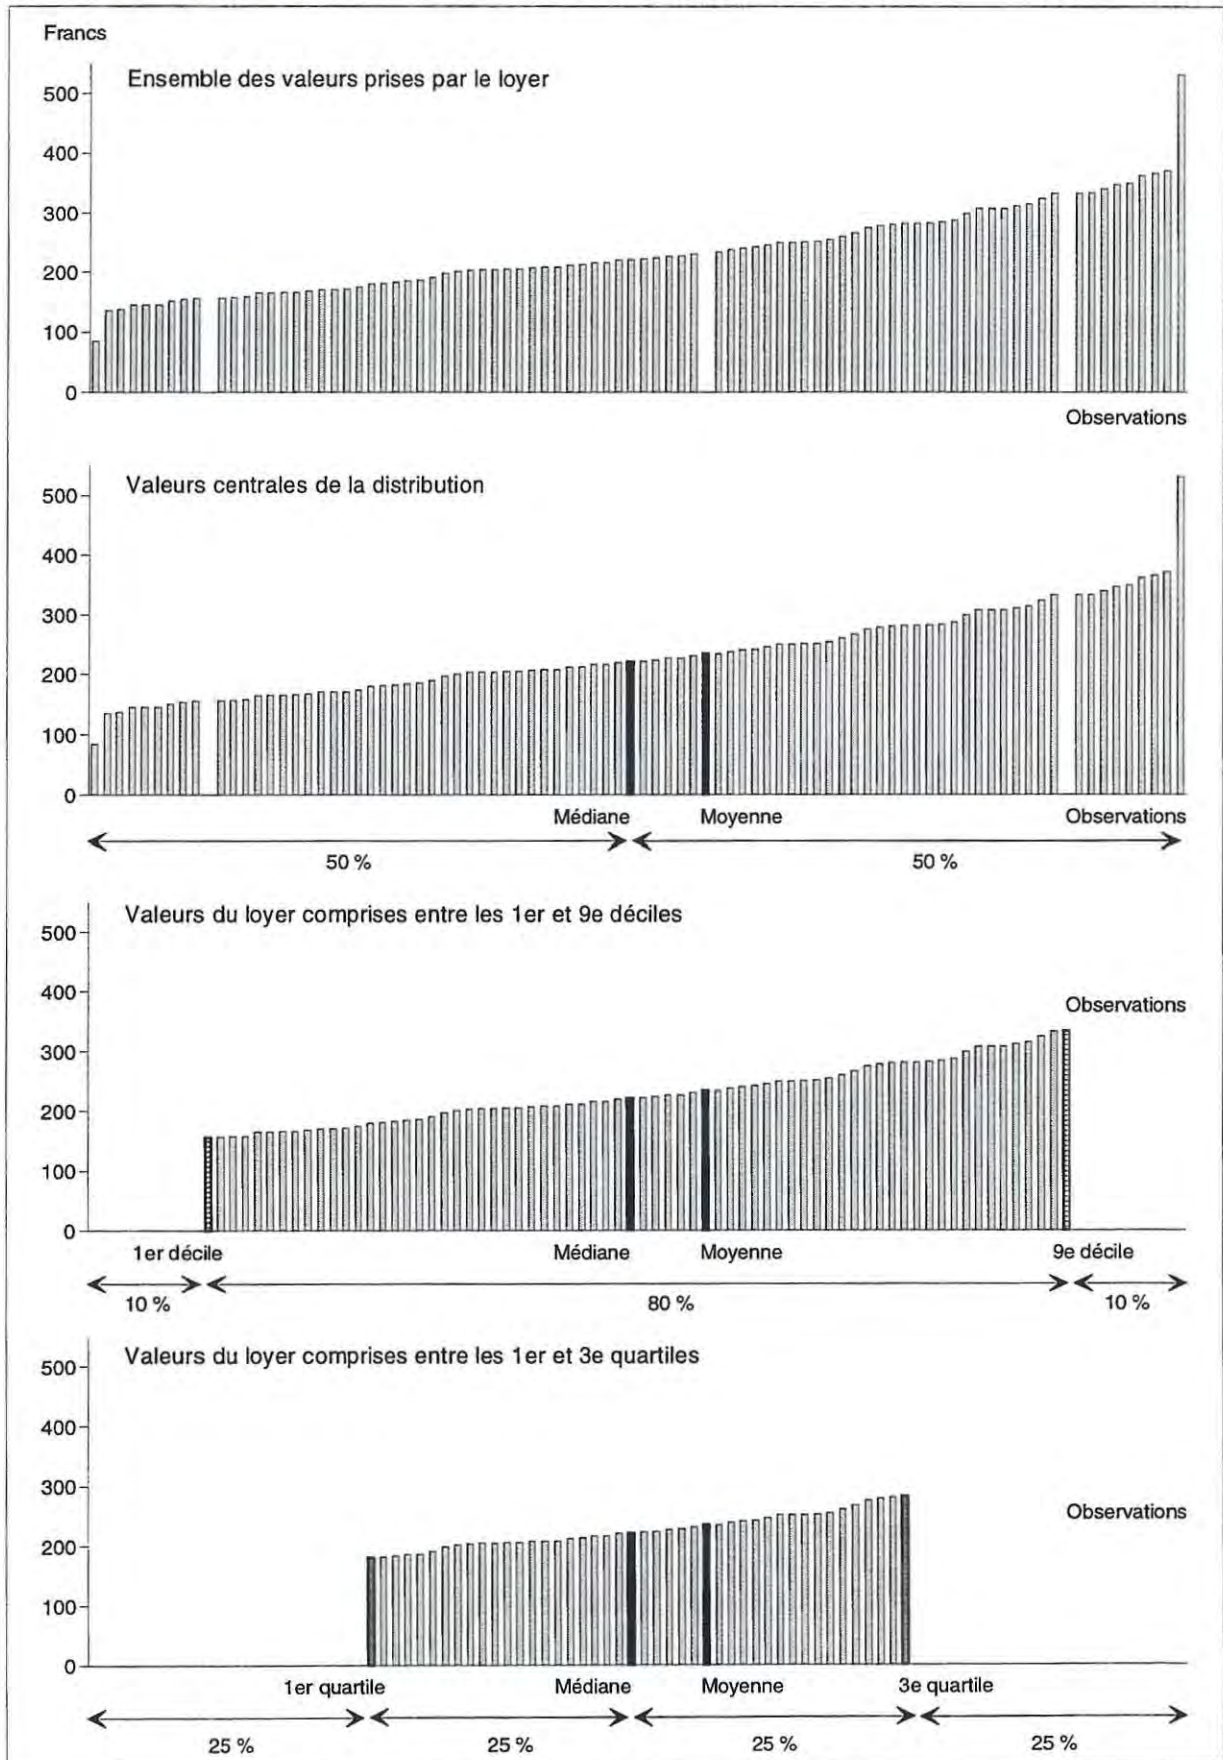 Francs
Ensemble des valeurs prises par le loyer
500
400
300
200
100
0
Observations
Valeurs centrales de la distribution
500
400
300
200
100
0
Médiane Moyenne Observations
50 % 50 %
Valeurs du loyer comprises entre les 1er et 9e déciles
500
400
Observations
300
200
100
0
1er décile Médiane Moyenne 9e décile
10 % 80 % 10 %
Valeurs du loyer comprises entre les 1er et 3e quartiles
500
400
300
Observations
200
100
0
1er quartile Médiane Moyenne 3e quartile
25 % 25 % 25 % 25 %